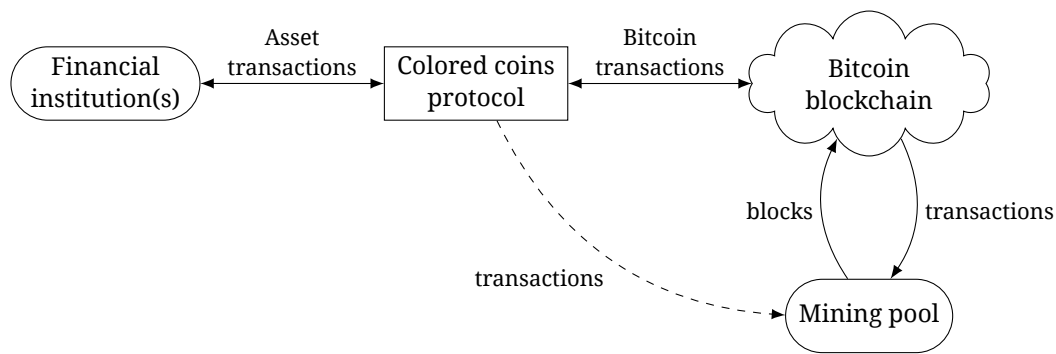 Financial
institution(s)
Asset
transactions
Colored coins
protocol
Bitcoin
transactions
Bitcoin
blockchain
blocks
transactions
transactions
Mining pool